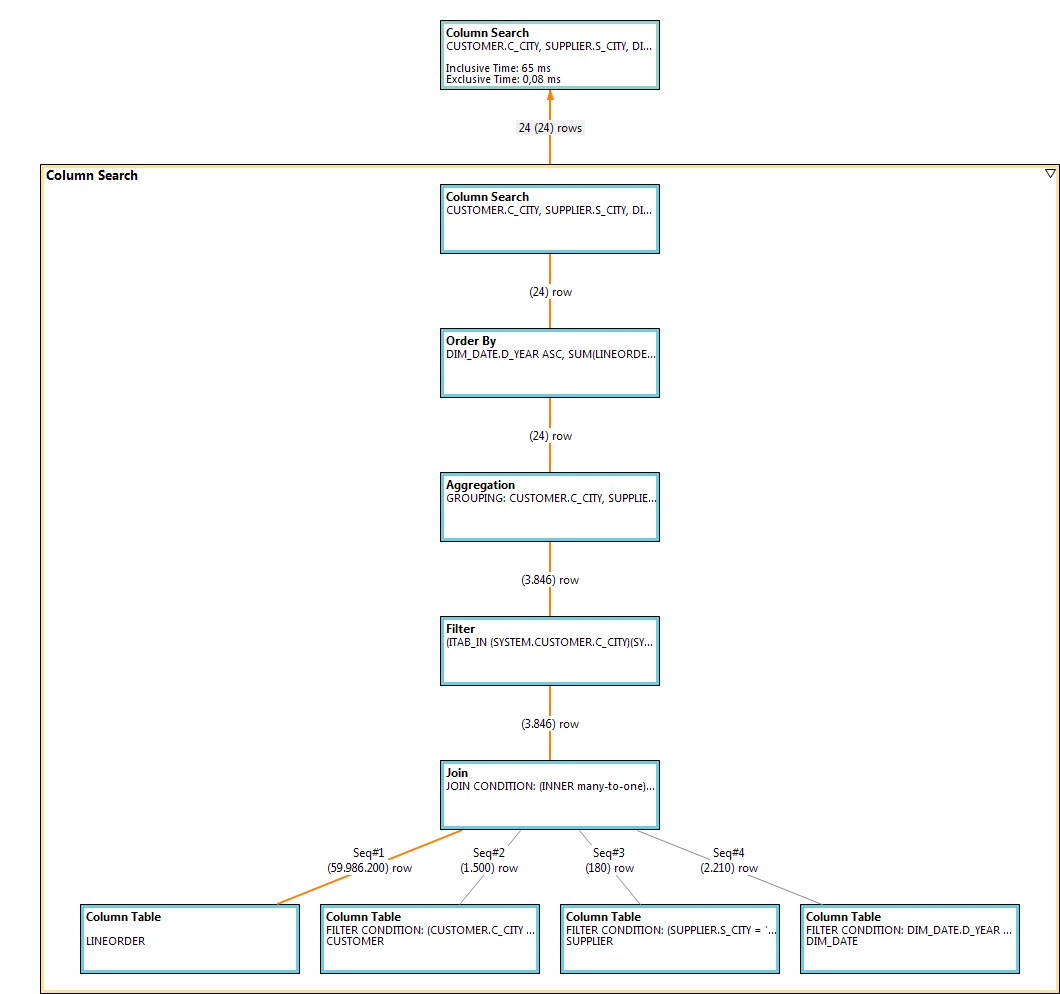 Column Search
CUSTOMER.C_CITY, SUPPLIER.S_CITY, DI...
Inclusive Time: 65 ms
Exclusive Time: 0,08 ms
24 (24) rows
Column Search
Column Search
CUSTOMER.C_CITY, SUPPLIER.S_CITY, DI...
(24) row
Order By
DIM_DATE.D_YEAR ASC, SUM(LINEORDE...
(24) row
Aggregation
GROUPING: CUSTOMER.C_CITY, SUPPLIE...
(3.846) row
Filter
(ITAB_IN (SYSTEM.CUSTOMER.C_CITY)(SY...
(3.846) row
Join
JOIN CONDITION: (INNER many-to-one)...
Seq#1
(59.986.200) row
Seq#2
(1.500) row
Seq#3
(180) row
Seq#4
(2.210) row
Column Table
LINEORDER
Column Table
FILTER CONDITION: (CUSTOMER.C_CITY ...
CUSTOMER
Column Table
FILTER CONDITION: (SUPPLIER.S_CITY = '...
SUPPLIER
Column Table
FILTER CONDITION: DIM_DATE.D_YEAR ...
DIM_DATE